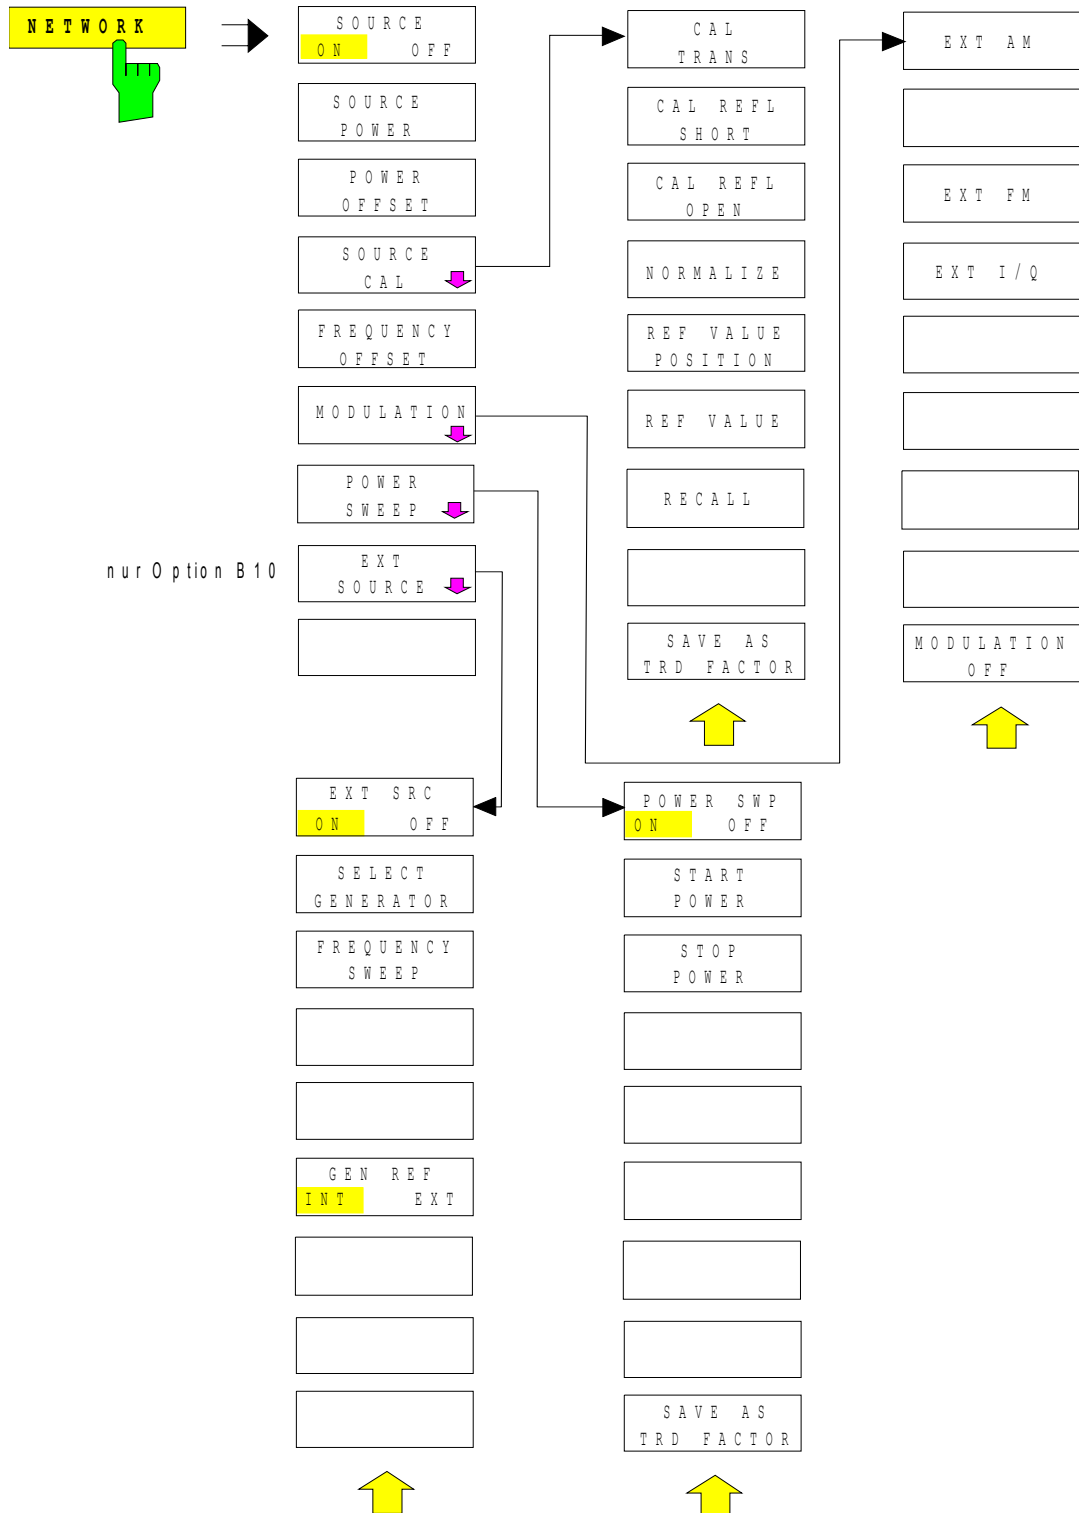 NETWORK
SOURCE
ON OFF
SOURCE
POWER
POWER
OFFSET
SOURCE
CAL
FREQUENCY
OFFSET
MODULATION
POWER
SWEEP
nur Option B10
EXT
SOURCE
CAL
TRANS
CAL REFL
SHORT
CAL REFL
OPEN
NORMALIZE
REF VALUE
POSITION
REF VALUE
RECALL
SAVE AS
TRD FACTOR
EXT AM
EXT FM
EXT I/Q
MODULATION
OFF
EXT SRC
ON OFF
SELECT
GENERATOR
FREQUENCY
SWEEP
GEN REF
INT EXT
POWER SWP
ON OFF
START
POWER
STOP
POWER
SAVE AS
TRD FACTOR